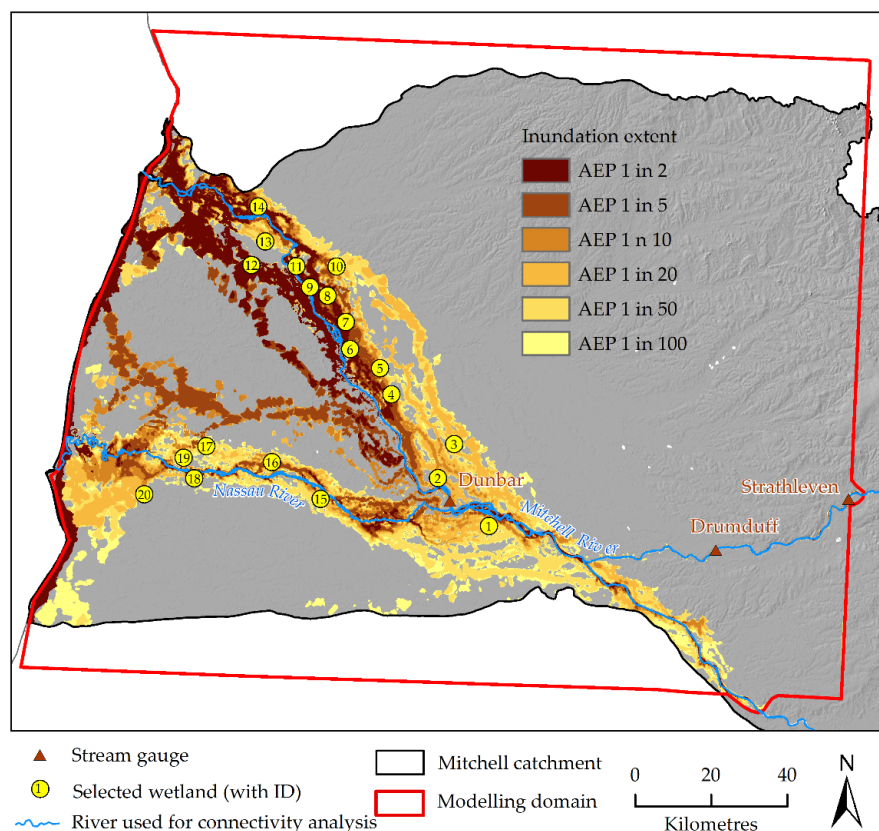 Inundation extent
AEP 1 in 2
AEP 1 in 5
AEP 1 n 10
AEP 1 in 20
AEP 1 in 50
AEP 1 in 100
14
13
12
11
10
9
8
7
6
5
4
3
2
Dunbar
1
Mitchell River
Strathleven
Drumduff
17
19
16
18
20
15
Nassau River
Stream gauge
1 Selected wetland (with ID)
River used for connectivity analysis
Mitchell catchment
Modelling domain
0 20 40
Kilometres
N